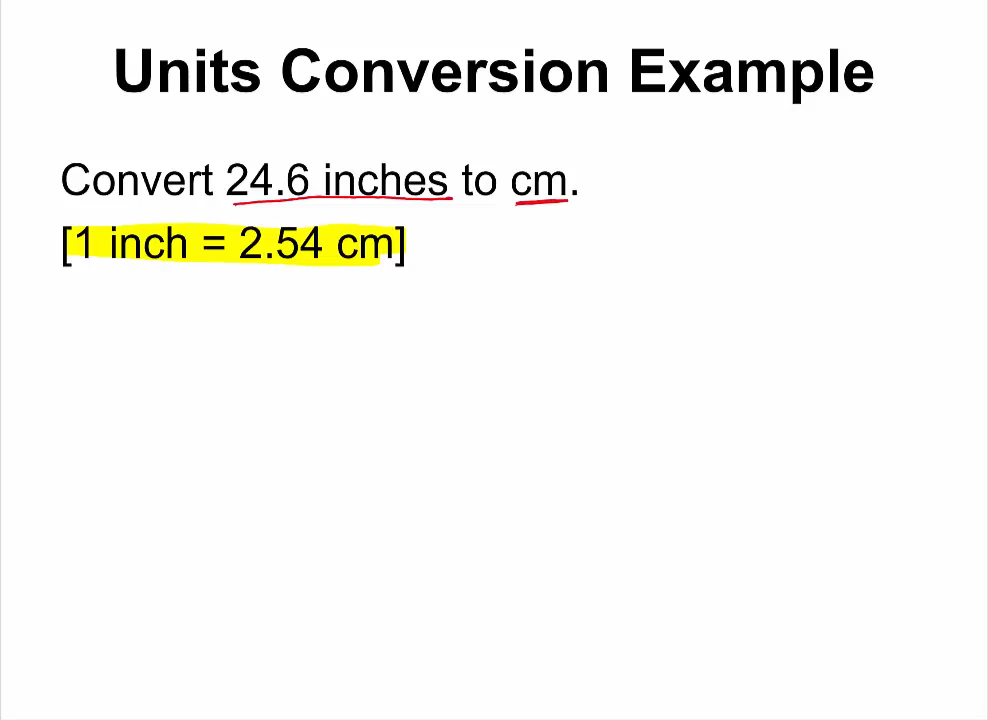 Units Conversion Example
Convert 24.6 inches to cm.
[1 inch = 2.54 cm]